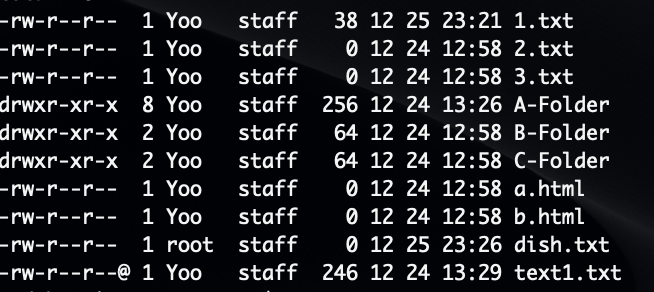 -rw-r--r--  1 Yoo   staff   38 12 25 23:21 1.txt
-rw-r--r--  1 Yoo   staff    0 12 24 12:58 2.txt
-rw-r--r--  1 Yoo   staff    0 12 24 12:58 3.txt
drwxr-xr-x  8 Yoo   staff  256 12 24 13:26 A-Folder
drwxr-xr-x  2 Yoo   staff   64 12 24 12:58 B-Folder
drwxr-xr-x  2 Yoo   staff   64 12 24 12:58 C-Folder
-rw-r--r--  1 Yoo   staff    0 12 24 12:58 a.html
-rw-r--r--  1 Yoo   staff    0 12 24 12:58 b.html
-rw-r--r--  1 root  staff    0 12 25 23:26 dish.txt
-rw-r--r--@ 1 Yoo   staff  246 12 24 13:29 text1.txt